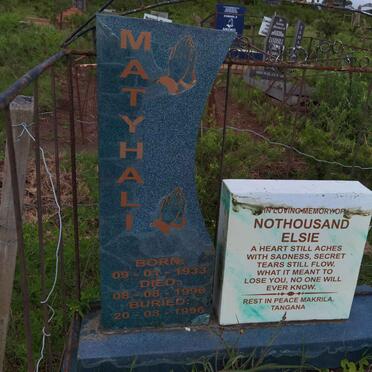 MATYHALI
BORN:
09-07-1933
DIED:
08-08-1996
BURIED:
20-08-1996
IN LOVING MEMORY OF
NOTHOUSAND
ELSIE
A HEART STILL ACHES
WITH SADNESS, SECRET
TEARS STILL FLOW.
WHAT IT MEANT TO
LOSE YOU, NO ONE WILL
EVER KNOW.
REST IN PEACE MAKRILA,
TANGANA